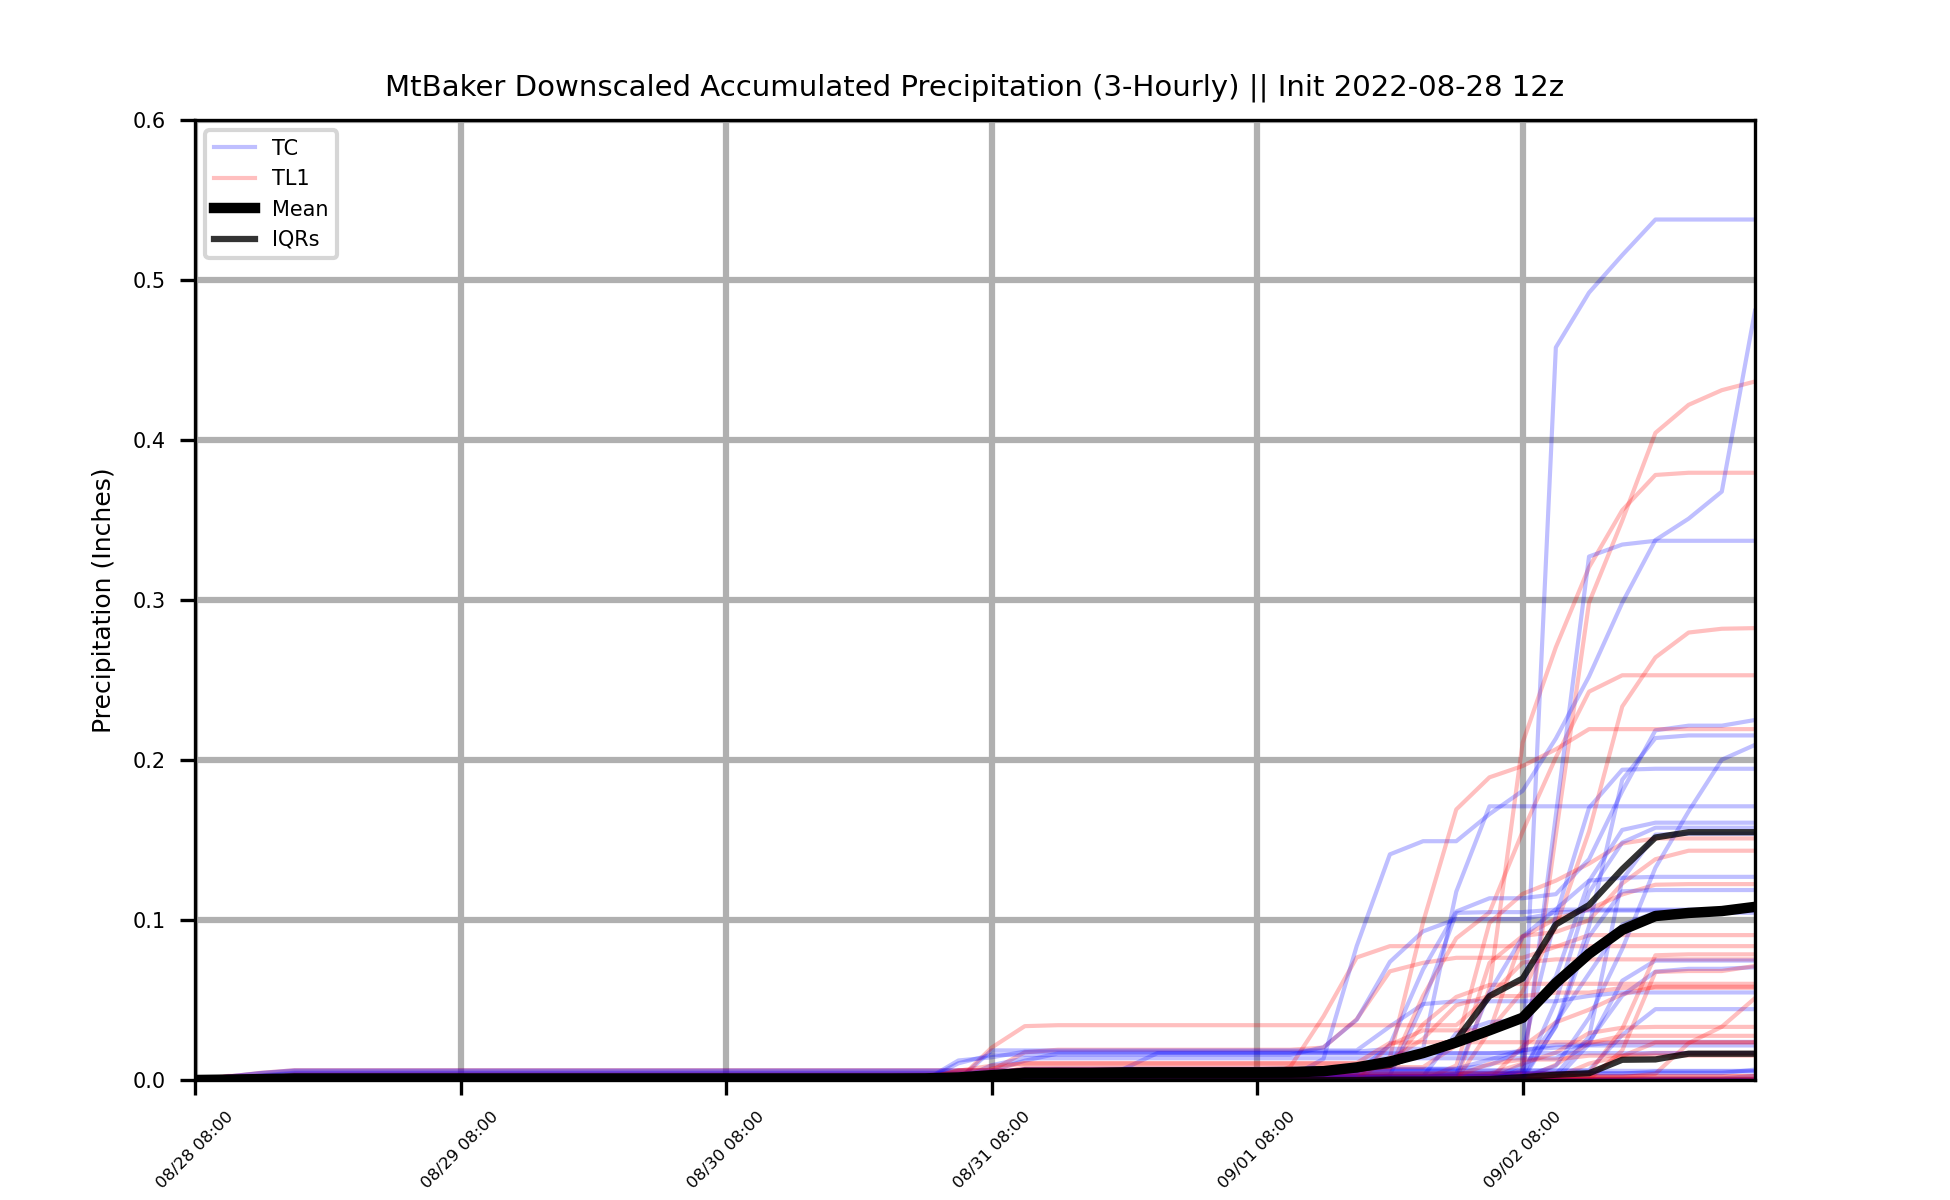 MtBaker Downscaled Accumulated Precipitation (3-Hourly) || Init 2022-08-28 12z
TC
TL1
Mean
IQRs
Precipitation (Inches)
0.6
0.5
0.4
0.3
0.2
0.1
0.0
08/28 08:00
08/29 08:00
08/30 08:00
08/31 08:00
09/01 08:00
09/02 08:00